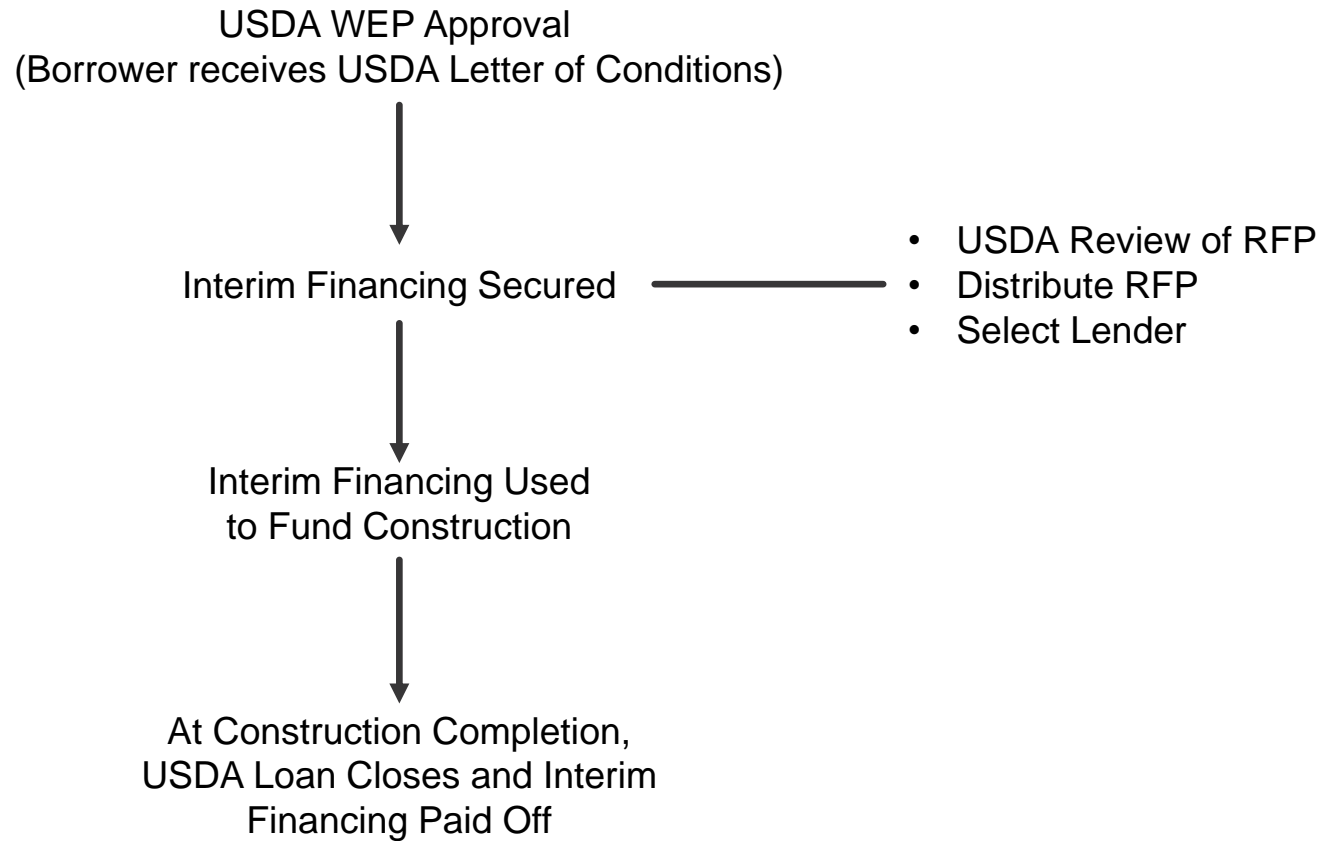 USDA WEP Approval
(Borrower receives USDA Letter of Conditions)
Interim Financing Secured
• USDA Review of RFP
• Distribute RFP
• Select Lender
Interim Financing Used
to Fund Construction
At Construction Completion,
USDA Loan Closes and Interim
Financing Paid Off